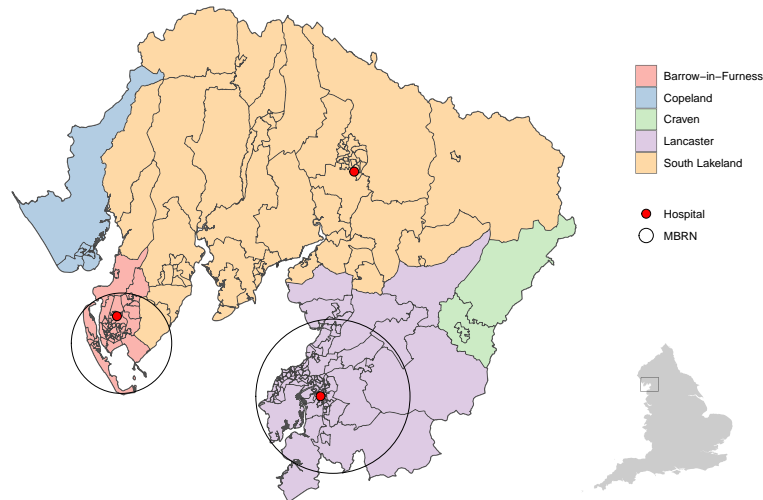 Barrow−in−Furness
Copeland
Craven
Lancaster
South Lakeland
Hospital
MBRN